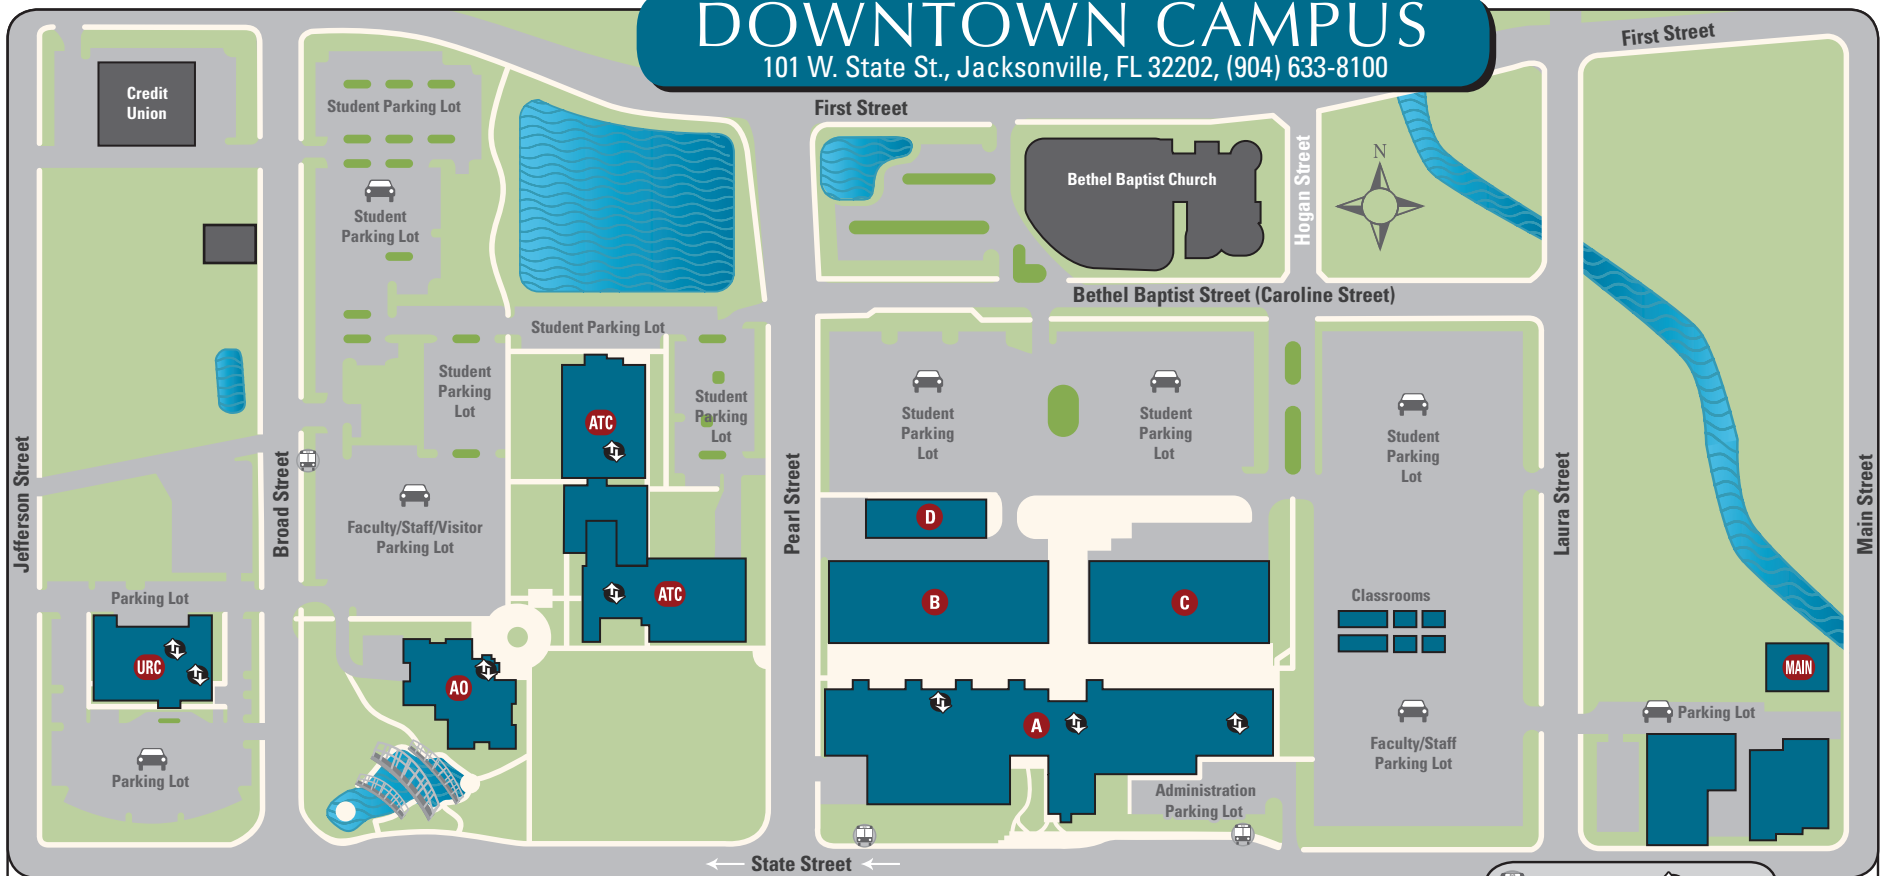 DOWNTOWN CAMPUS
101 W. State St., Jacksonville, FL 32202, (904) 633-8100
First Street
First Street
Credit
Union
Student Parking Lot
Student
Parking Lot
Bethel Baptist Church
Hogan Street
N
Bethel Baptist Street (Caroline Street)
Student Parking Lot
Student
Parking
Lot
Student
Parking
Lot
Student
Parking
Lot
Student
Parking
Lot
Student
Parking
Lot
ATC
Jefferson Street
Broad Street
Pearl Street
Laura Street
Main Street
Faculty/Staff/Visitor
Parking Lot
D
ATC
B
C
Classrooms
Parking Lot
URC
AO
MAIN
A
Parking Lot
Faculty/Staff
Parking Lot
Parking Lot
Administration
Parking Lot
State Street